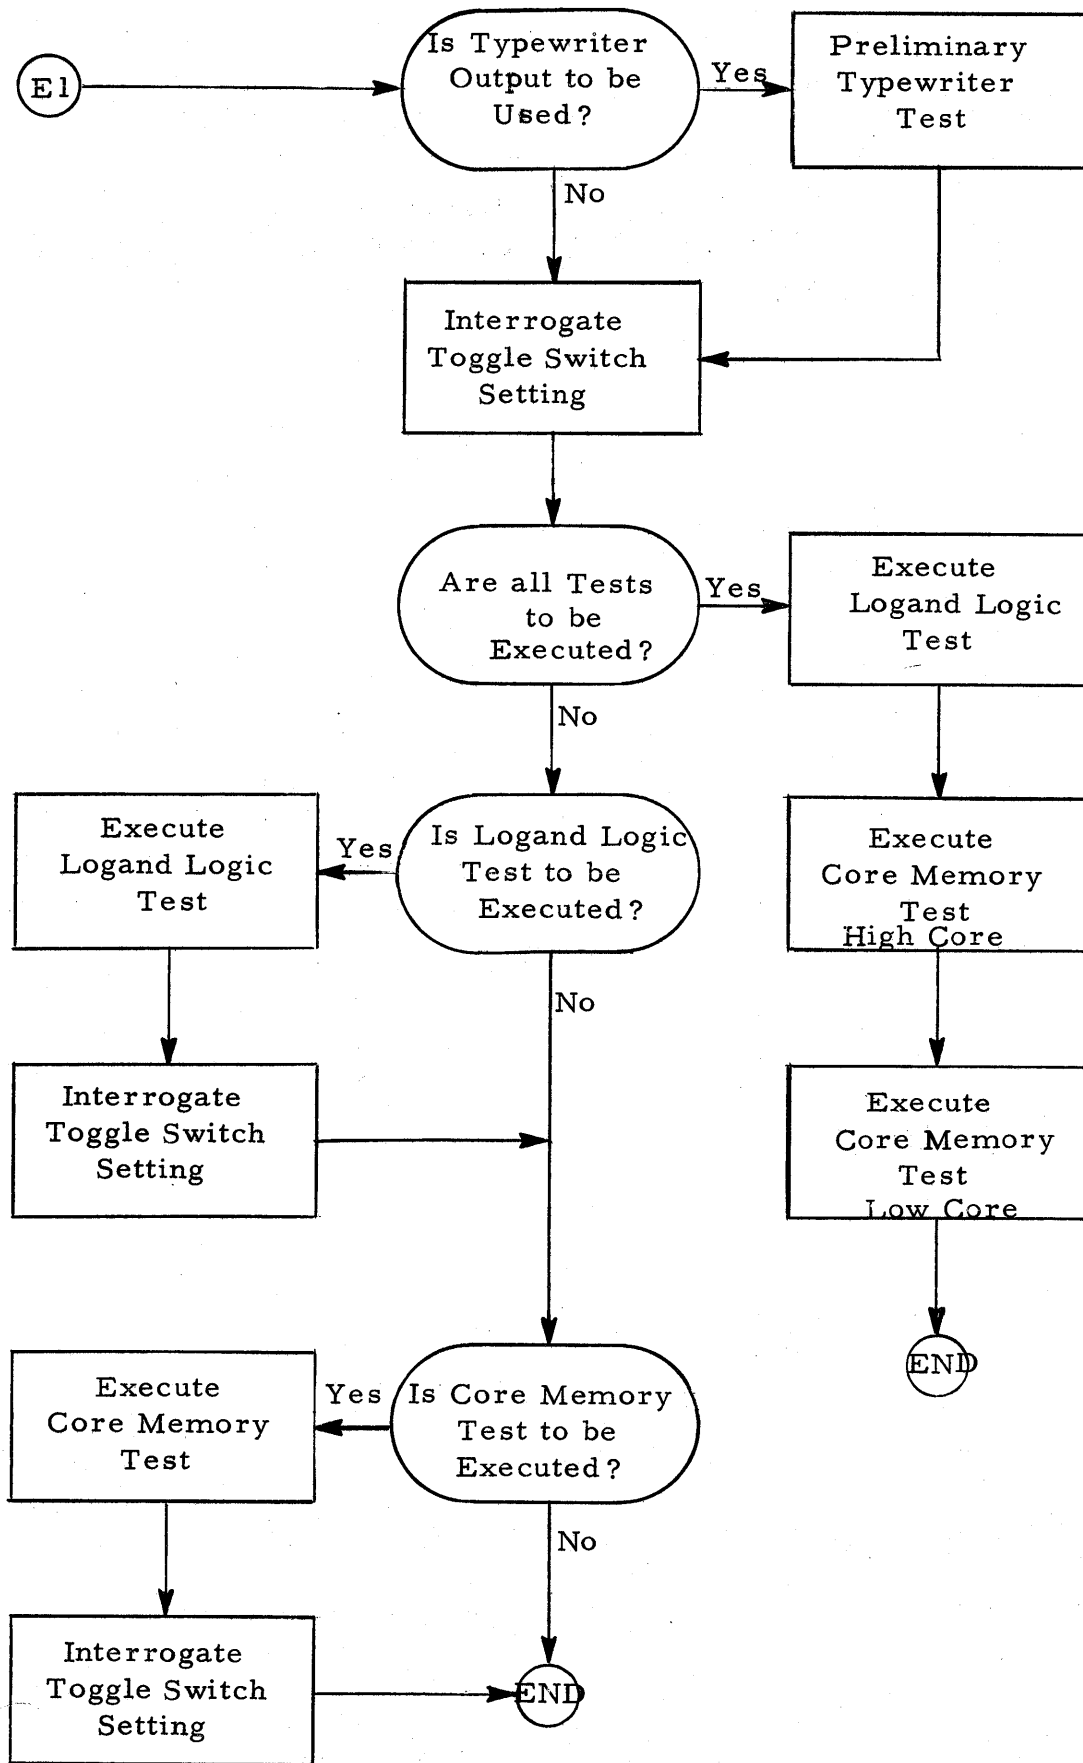 E1
Is Typewriter
Output to be
Used?
Yes
Preliminary
Typewriter
Test
No
Interrogate
Toggle Switch
Setting
Are all Tests
to be
Executed?
Yes
Execute
Logand Logic
Test
No
Execute
Logand Logic
Test
Yes
Is Logand Logic
Test to be
Executed?
Execute
Core Memory
Test
High Core
No
Interrogate
Toggle Switch
Setting
Execute
Core Memory
Test
Low Core
END
Execute
Core Memory
Test
Yes
Is Core Memory
Test to be
Executed?
No
Interrogate
Toggle Switch
Setting
END